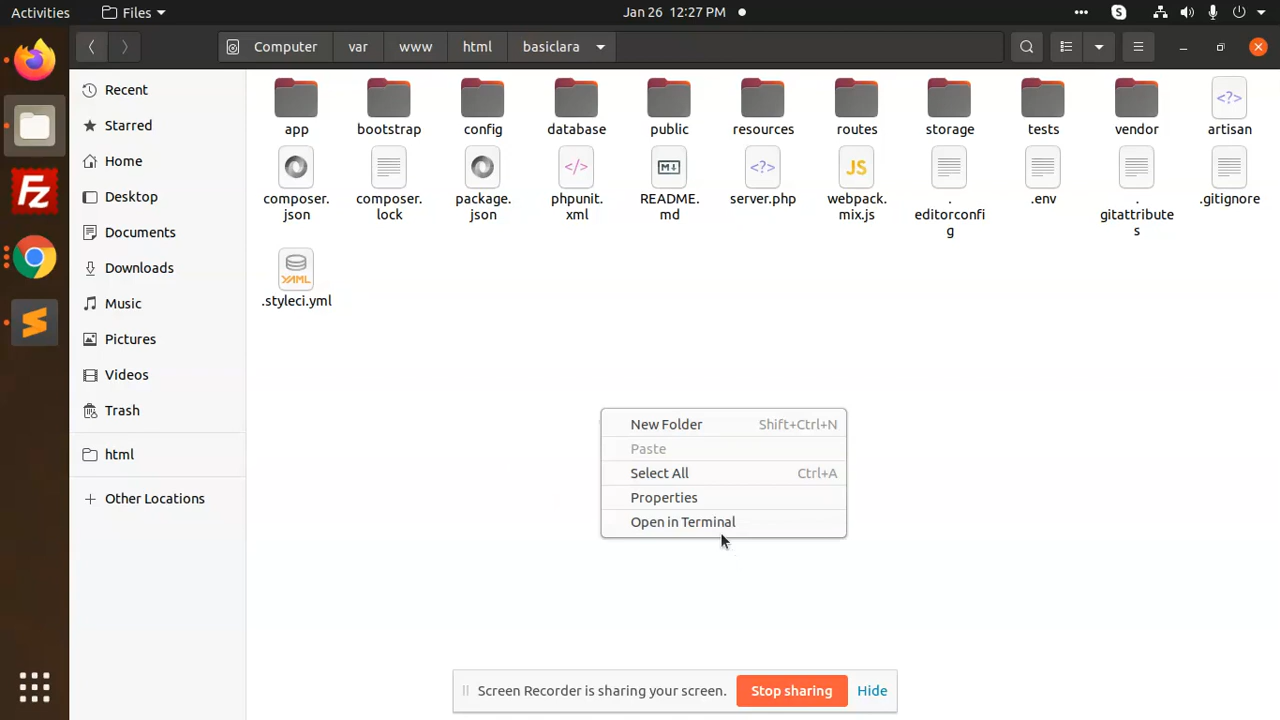 Activities
Files
Jan 26 12:27 PM
Computer
var
www
html
basiclara
Recent
Starred
Home
Desktop
Documents
Downloads
Music
Pictures
Videos
Trash
html
Other Locations
app
bootstrap
config
database
public
resources
routes
storage
tests
vendor
artisan
composer.
json
composer.
lock
package.
json
phpunit.
xml
README.
md
server.php
webpack.
mix.js
.
editorconfi
g
.env
.
gitattribute
s
.gitignore
.styleci.yml
New Folder Shift+Ctrl+N
Paste
Select All Ctrl+A
Properties
Open in Terminal
Screen Recorder is sharing your screen. Stop sharing Hide
Fz
S
<?>
</>
M
<?>
JS
YAML